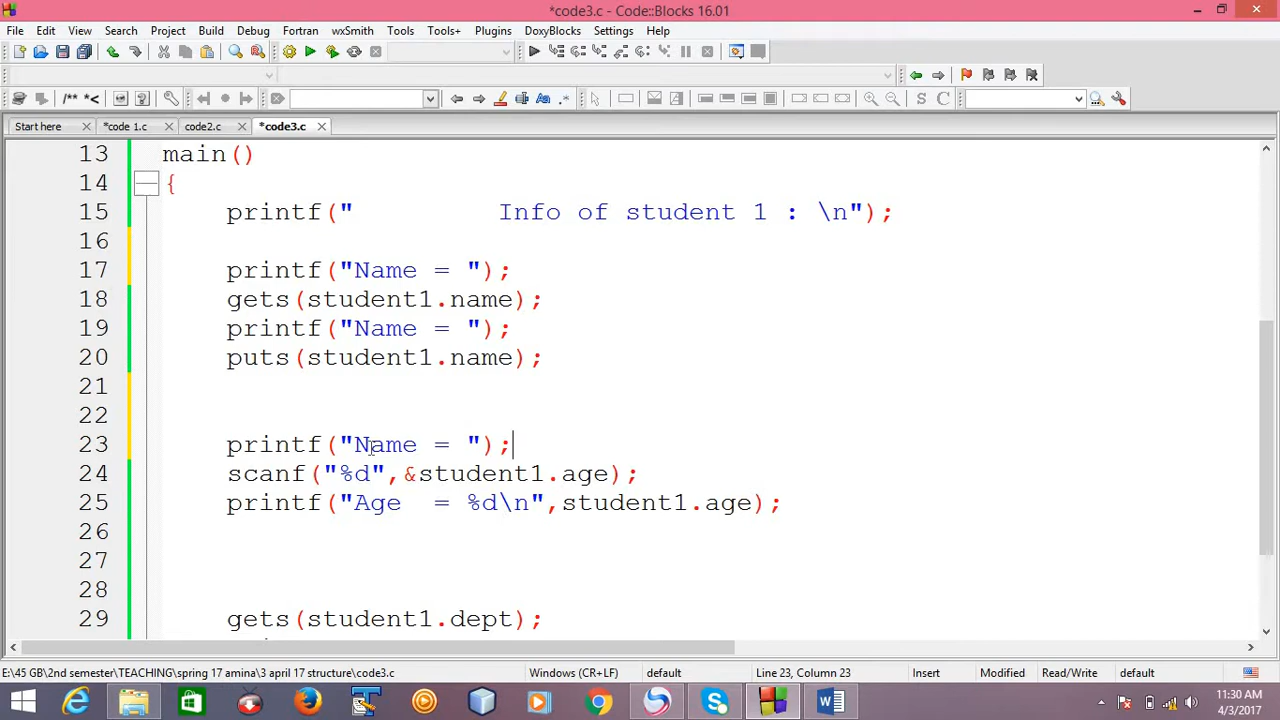 *code3.c - Code::Blocks 16.01
File Edit View Search Project Build Debug Fortran wxSmith Tools Tools+ Plugins DoxyBlocks Settings Help
/** *< S C
Start here *code 1.c code2.c *code3.c
13 main()
14 {
15 printf("         Info of student 1 : \n");
16
17 printf("Name = ");
18 gets(student1.name);
19 printf("Name = ");
20 puts(student1.name);
21
22
23 printf("Name = ");
24 scanf("%d",&student1.age);
25 printf("Age  = %d\n",student1.age);
26
27
28
29 gets(student1.dept);
E:\45 GB\2nd semester\TEACHING\spring 17 amina\3 april 17 structure\code3.c Windows (CR+LF) default Line 23, Column 23 Insert Modified Read/Write default
11:30 AM
4/3/2017